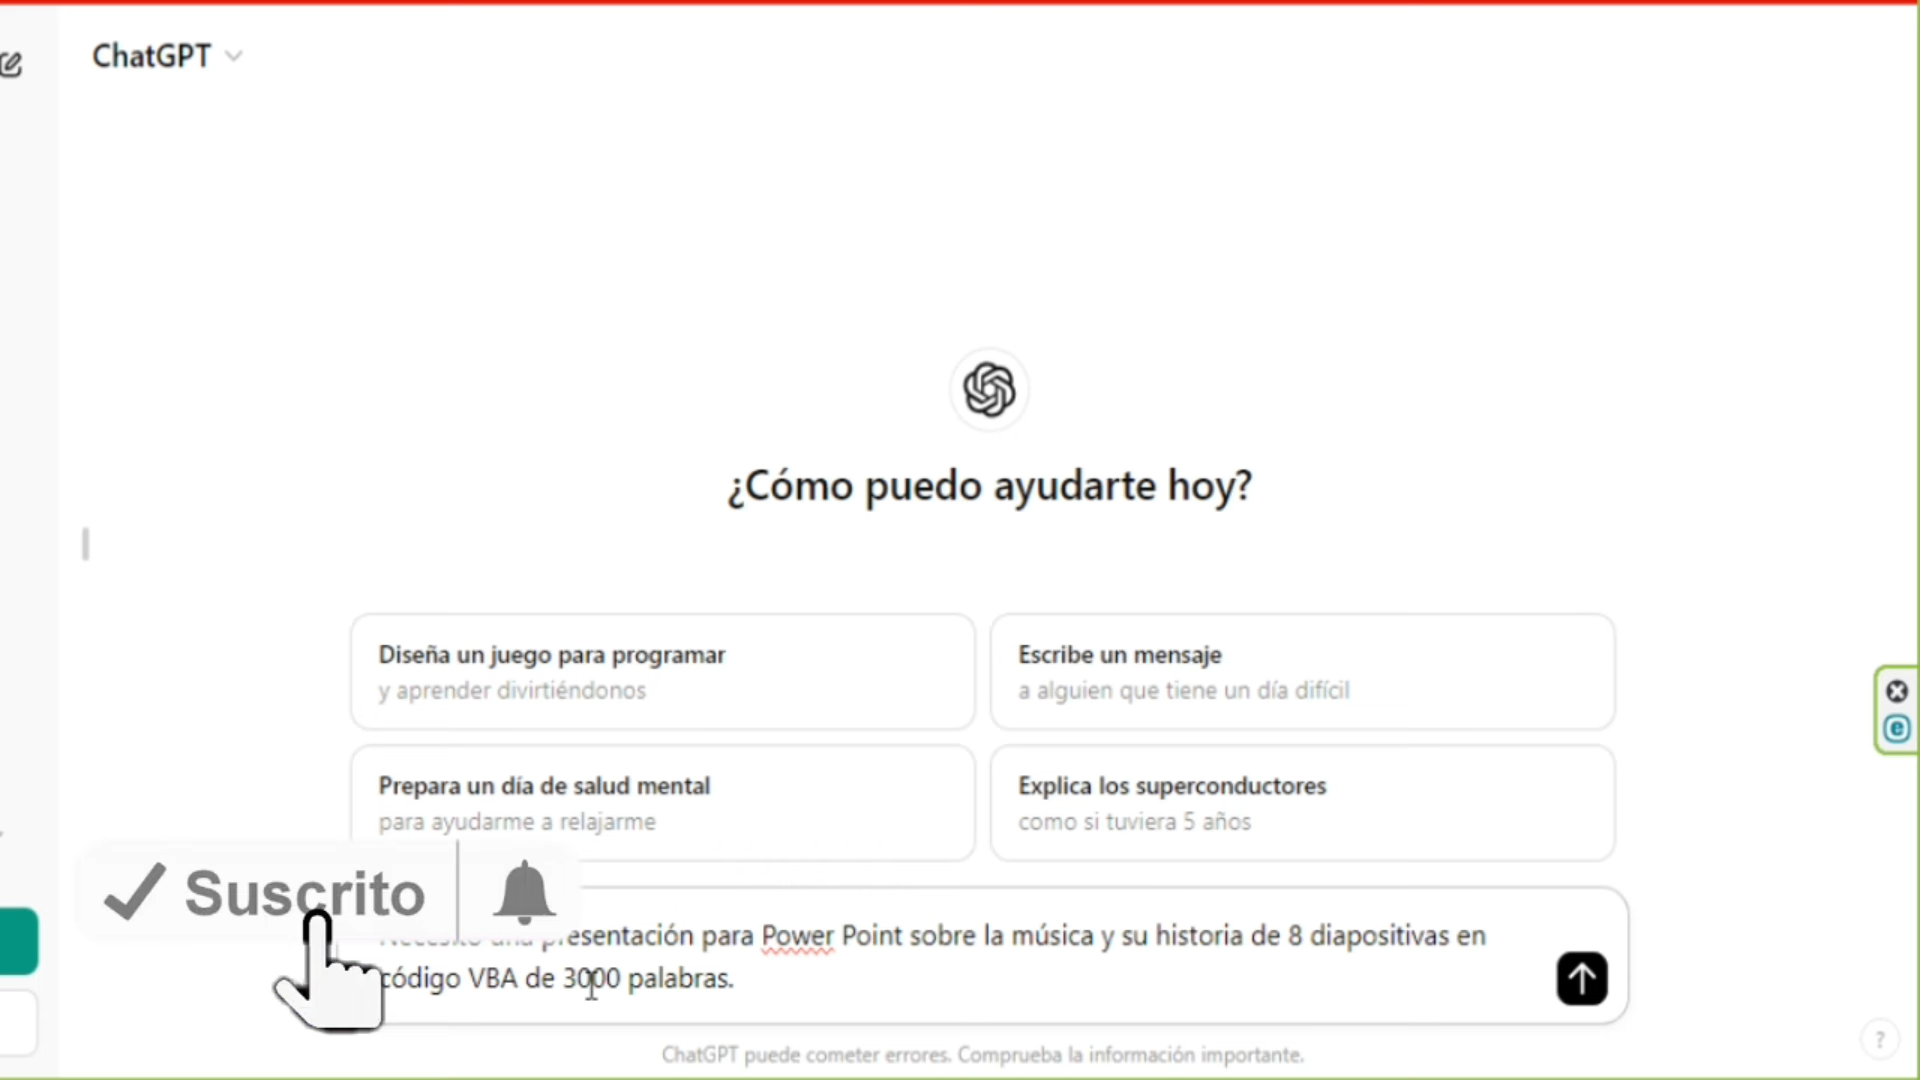 ChatGPT
¿Cómo puedo ayudarte hoy?
Diseña un juego para programar
y aprender divirtiéndonos
Escribe un mensaje
a alguien que tiene un día difícil
Prepara un día de salud mental
para ayudarme a relajarme
Explica los superconductores
como si tuviera 5 años
Suscrito
presentación para Power Point sobre la música y su historia de 8 diapositivas en
código VBA de 3000 palabras.
ChatGPT puede cometer errores. Comprueba la información importante.
?